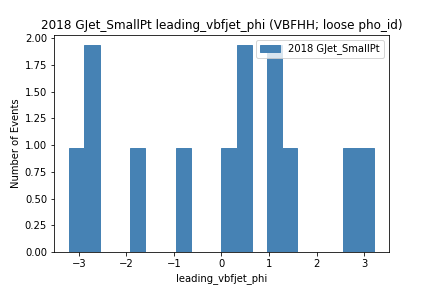 2018 GJet_SmallPt leading_vbfjet_phi (VBFHH; loose pho_id)
2018 GJet_SmallPt
Number of Events
2.00
1.75
1.50
1.25
1.00
0.75
0.50
0.25
0.00
−3 −2 −1 0 1 2 3
leading_vbfjet_phi